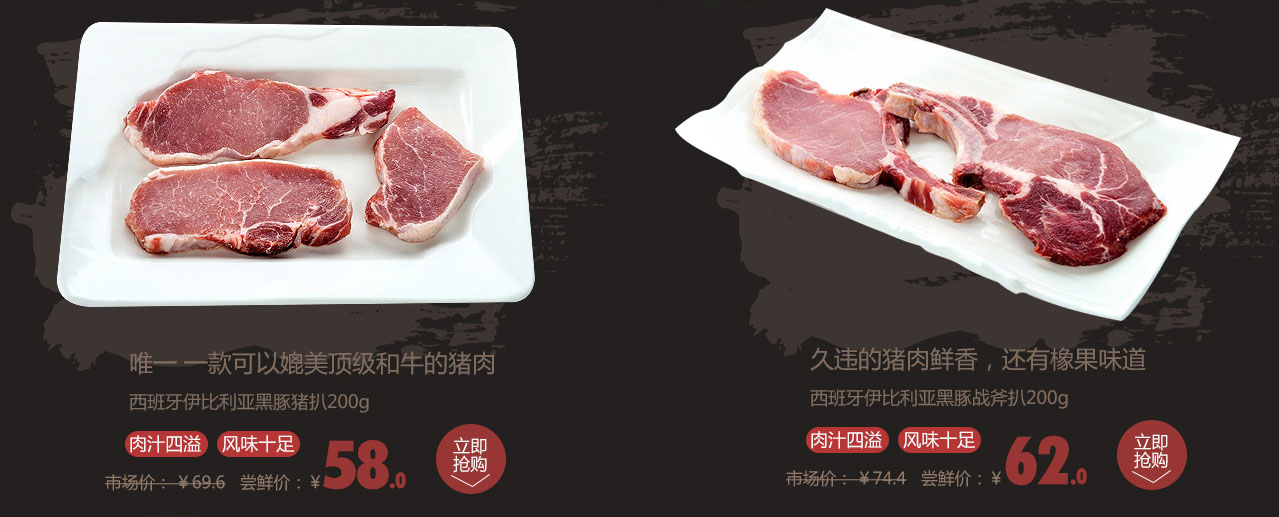 唯一 一款可以媲美顶级和牛的猪肉
西班牙伊比利亚黑豚猪扒200g
肉汁四溢 风味十足
市场价：￥69.6 尝鲜价：￥58.0
立即
抢购
久违的猪肉鲜香，还有橡果味道
西班牙伊比利亚黑豚战斧扒200g
肉汁四溢 风味十足
市场价：￥74.4 尝鲜价：￥62.0
立即
抢购